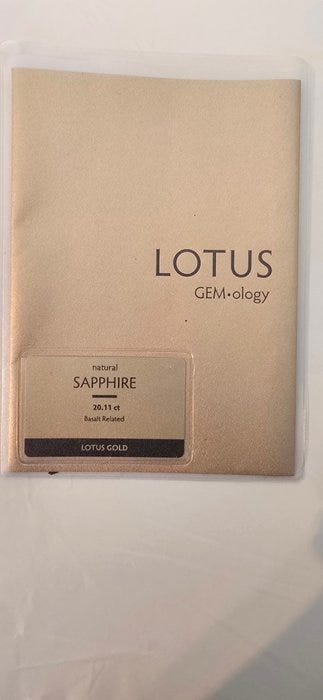 LOTUS
GEM•ology
natural
SAPPHIRE
20.11 ct
Basalt Related
LOTUS GOLD